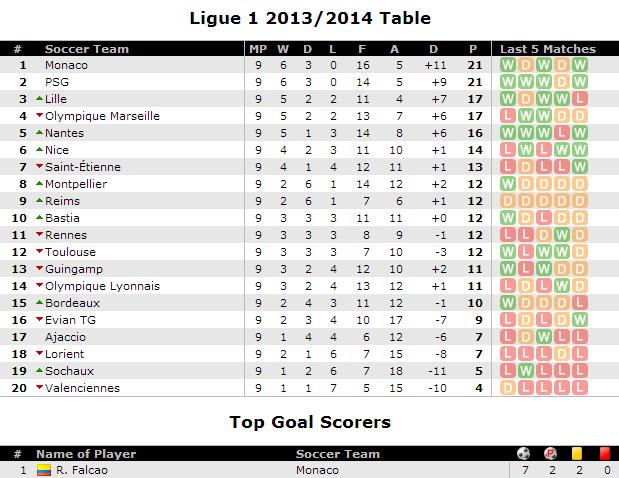 Ligue 1 2013/2014 Table
# Soccer Team MP W D L F A D P Last 5 Matches
1 Monaco 9 6 3 0 16 5 +11 21 W D W D W
2 PSG 9 6 3 0 14 5 +9 21 W W W D W
3 Lille 9 5 2 2 11 4 +7 17 W D W W L
4 Olympique Marseille 9 5 2 2 13 7 +6 17 L W W D D
5 Nantes 9 5 1 3 14 8 +6 16 W W W L W
6 Nice 9 4 2 3 11 10 +1 14 L W L W W
7 Saint-Étienne 9 4 1 4 12 11 +1 13 L D L L W
8 Montpellier 9 2 6 1 14 12 +2 12 W D D D D
9 Reims 9 2 6 1 7 6 +1 12 D D D D D
10 Bastia 9 3 3 3 11 11 +0 12 W D L D D
11 Rennes 9 3 3 3 8 9 -1 12 L L D W D
12 Toulouse 9 3 3 3 7 10 -3 12 W L W W D
13 Guingamp 9 3 2 4 12 10 +2 11 W L W D D
14 Olympique Lyonnais 9 3 2 4 13 12 +1 11 L D L W D
15 Bordeaux 9 2 4 3 11 12 -1 10 W D D D L
16 Evian TG 9 2 3 4 10 17 -7 9 L D L D W
17 Ajaccio 9 1 4 4 6 12 -6 7 L D W L L
18 Lorient 9 2 1 6 7 15 -8 7 L L L D L
19 Sochaux 9 1 2 6 7 18 -11 5 L W L L L
20 Valenciennes 9 1 1 7 5 15 -10 4 D L L L L
Top Goal Scorers
# Name of Player Soccer Team P
1 R. Falcao Monaco 7 2 2 0